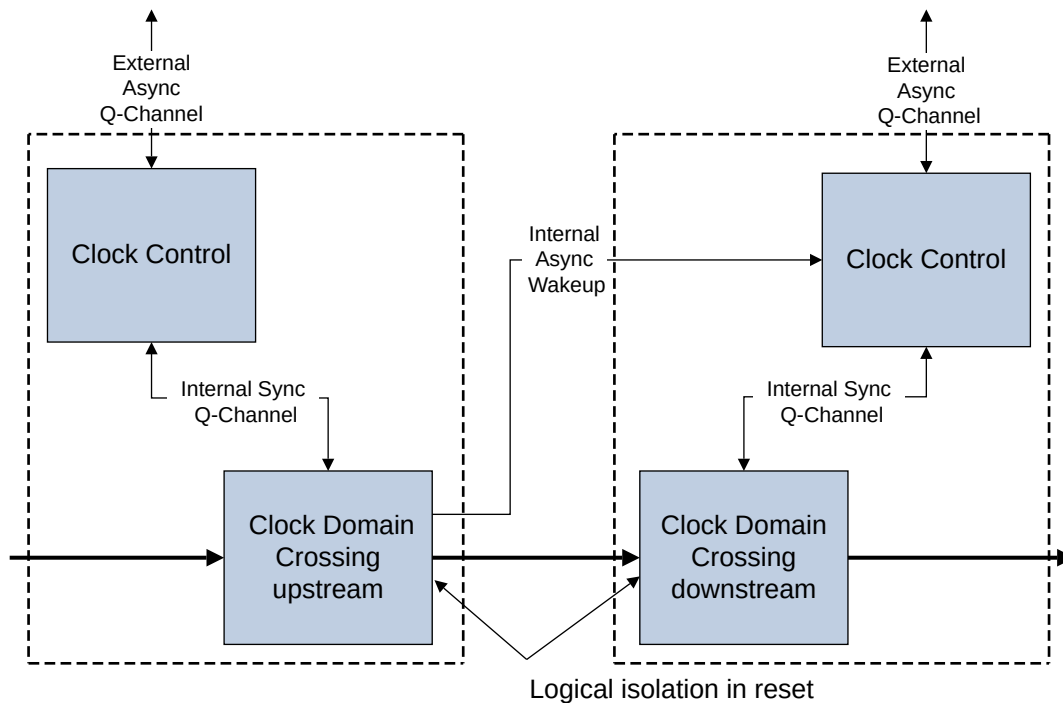 External
Async
Q-Channel
External
Async
Q-Channel
Clock Control
Internal
Async
Wakeup
Clock Control
Internal Sync
Q-Channel
Internal Sync
Q-Channel
Clock Domain
Crossing
upstream
Clock Domain
Crossing
downstream
Logical isolation in reset